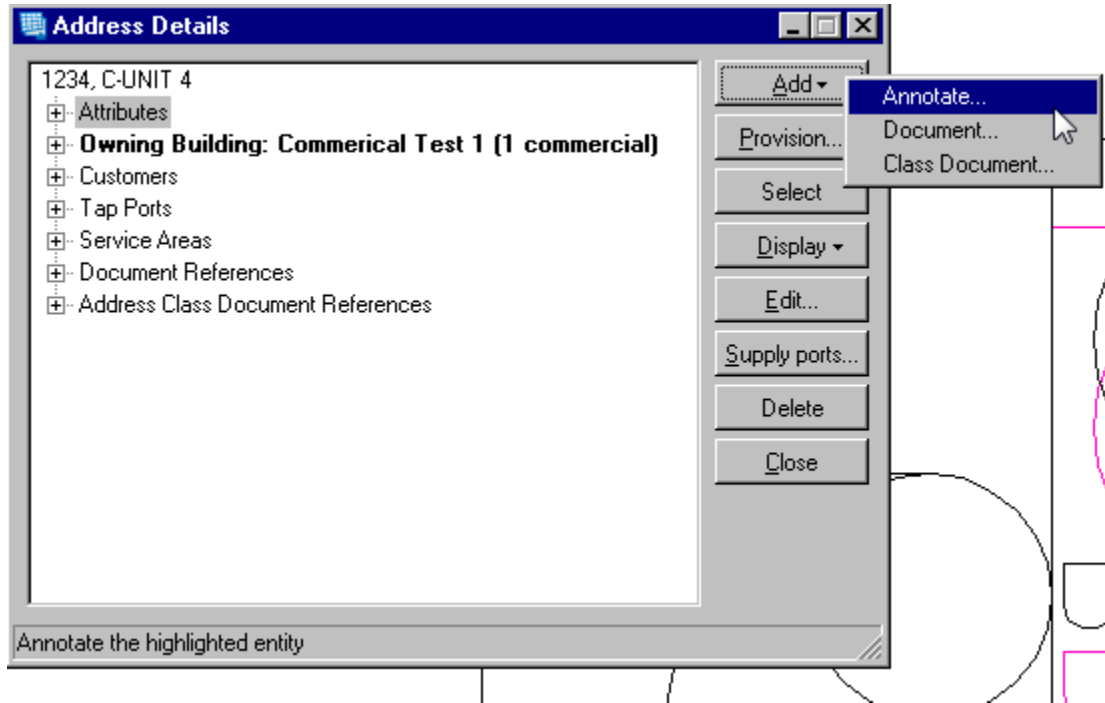 Address Details
1234, C-UNIT 4
Attributes
Owning Building: Commerical Test 1 (1 commercial)
Customers
Tap Ports
Service Areas
Document References
Address Class Document References
Add
Provision...
Select
Display
Edit...
Supply ports...
Delete
Close
Annotate...
Document...
Class Document...
Annotate the highlighted entity